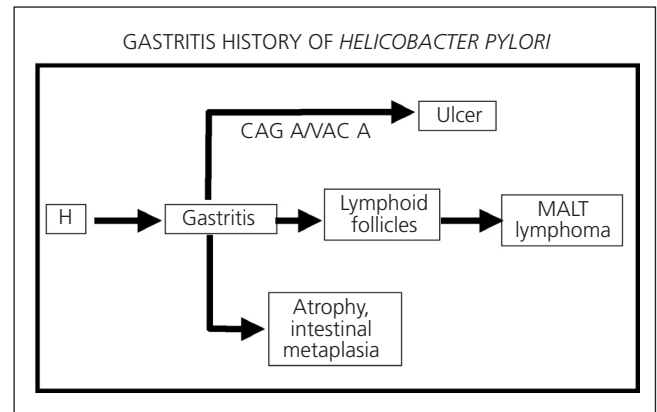 GASTRITIS HISTORY OF HELICOBACTER PYLORI
CAG A/VAC A
Ulcer
H
Gastritis
Lymphoid
follicles
MALT
lymphoma
Atrophy,
intestinal
metaplasia